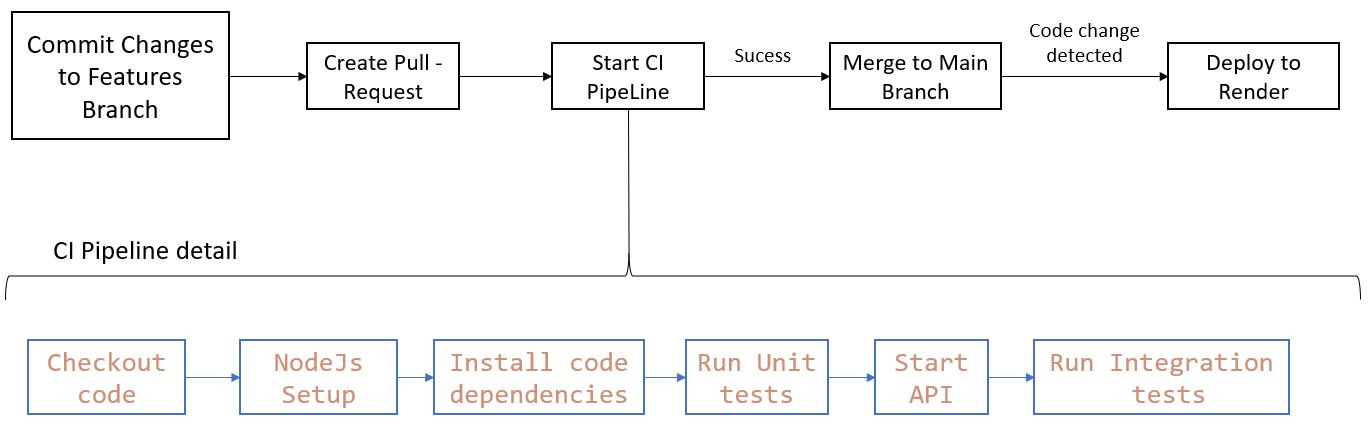 Commit Changes
to Features
Branch
Create Pull -
Request
Start CI
PipeLine
Sucess
Merge to Main
Branch
Code change
detected
Deploy to
Render
CI Pipeline detail
Checkout
code
NodeJs
Setup
Install code
dependencies
Run Unit
tests
Start
API
Run Integration
tests